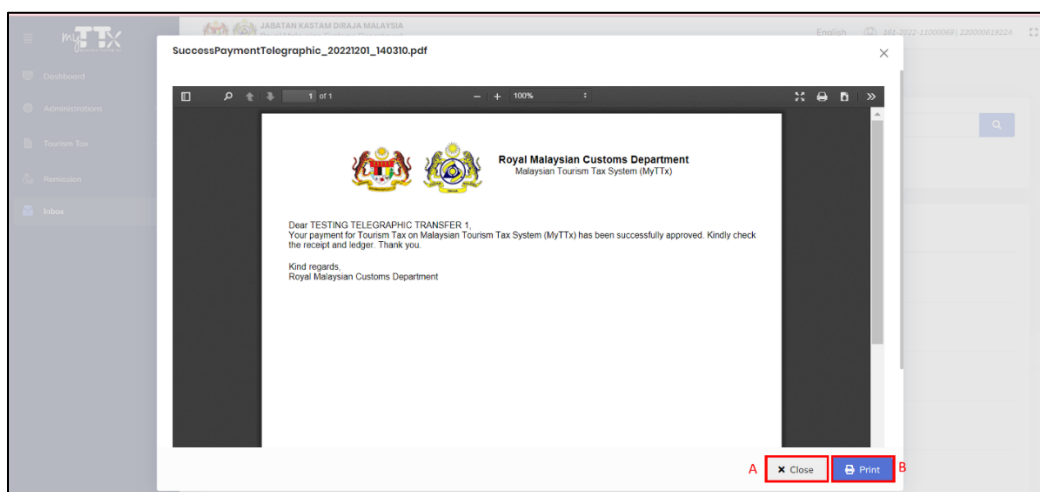 myTTX
JABATAN KASTAM DIRAJA MALAYSIA
English
SuccessPaymentTelegraphic_20221201_140310.pdf
Dashboard
Administrations
Tourism Tax
Remission
Inbox
1 of 1
100%
Royal Malaysian Customs Department
Malaysian Tourism Tax System (MyTTx)
Dear TESTING TELEGRAPHIC TRANSFER 1,
Your payment for Tourism Tax on Malaysian Tourism Tax System (MyTTx) has been successfully approved. Kindly check
the receipt and ledger. Thank you.
Kind regards,
Royal Malaysian Customs Department
A
Close
Print
B